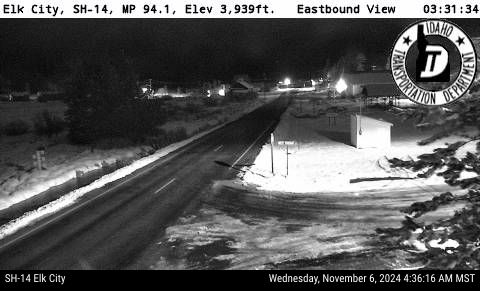 Elk City, SH-14, MP 94.1, Elev 3,939ft. Eastbound View 03:31:34
IDAHO
TRANSPORTATION DEPARTMENT
SH-14 Elk City
Wednesday, November 6, 2024 4:36:16 AM MST